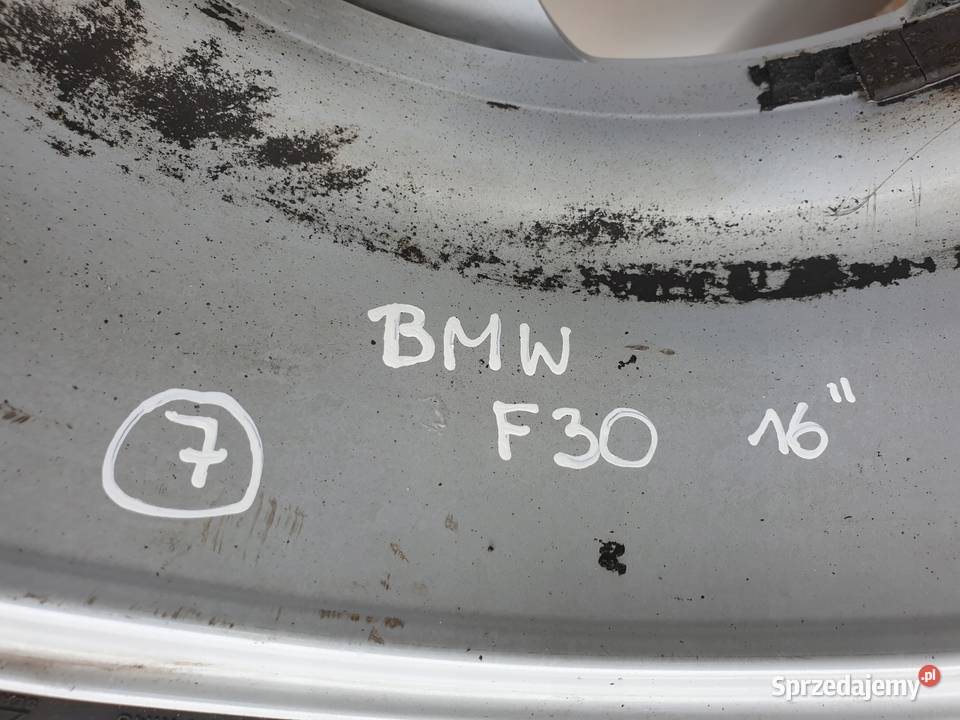 BMW
F30 16"
7
Sprzedajemy.pl